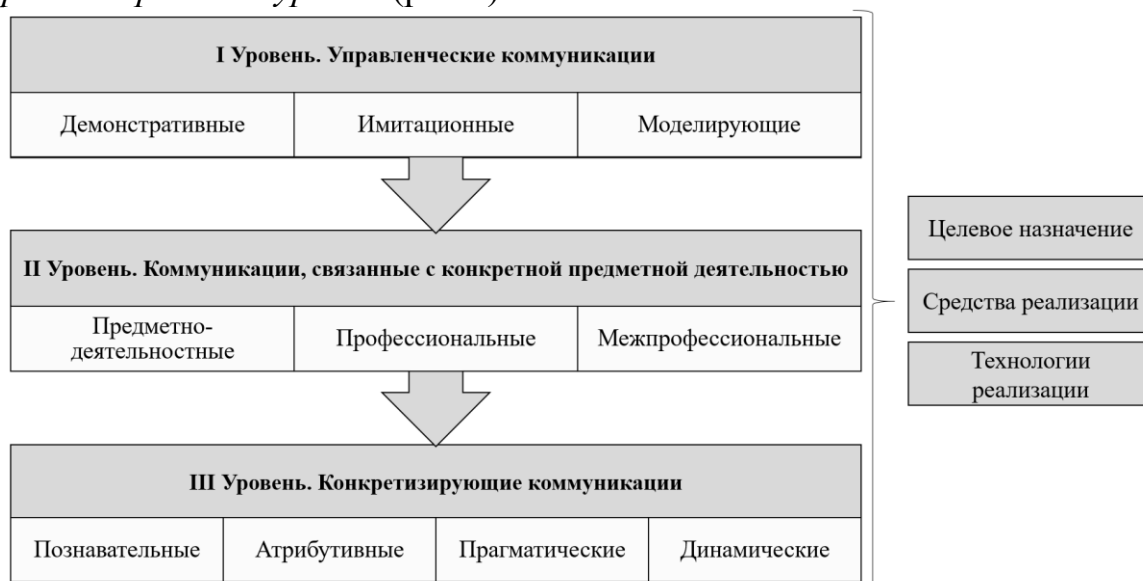 I Уровень. Управленческие коммуникации
Демонстративные
Имитационные
Моделирующие
II Уровень. Коммуникации, связанные с конкретной предметной деятельностью
Предметно-
деятельностные
Профессиональные
Межпрофессиональные
III Уровень. Конкретизирующие коммуникации
Познавательные
Атрибутивные
Прагматические
Динамические
Целевое назначение
Средства реализации
Технологии
реализации